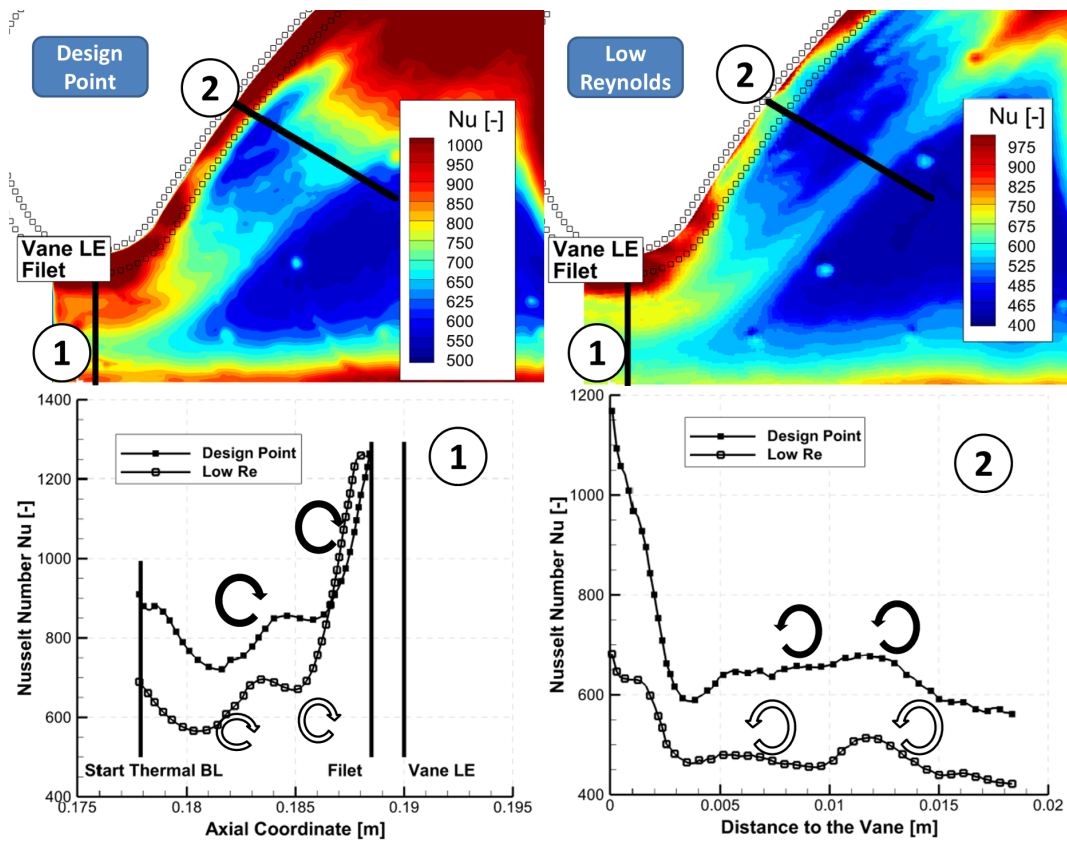 Design
Point
2
Nu [-]
1000
950
900
850
800
750
700
650
625
600
550
500
Vane LE
Filet
1
Low
Reynolds
2
Nu [-]
975
900
825
750
675
600
525
485
465
400
Vane LE
Filet
1
1400
1200
1000
800
600
400
Nusselt Number Nu [-]
Design Point
Low Re
1
Start Thermal BL
Filet
Vane LE
0.175
0.18
0.185
0.19
0.195
Axial Coordinate [m]
1200
1000
800
600
400
Nusselt Number Nu [-]
Design Point
Low Re
2
0
0.005
0.01
0.015
0.02
Distance to the Vane [m]